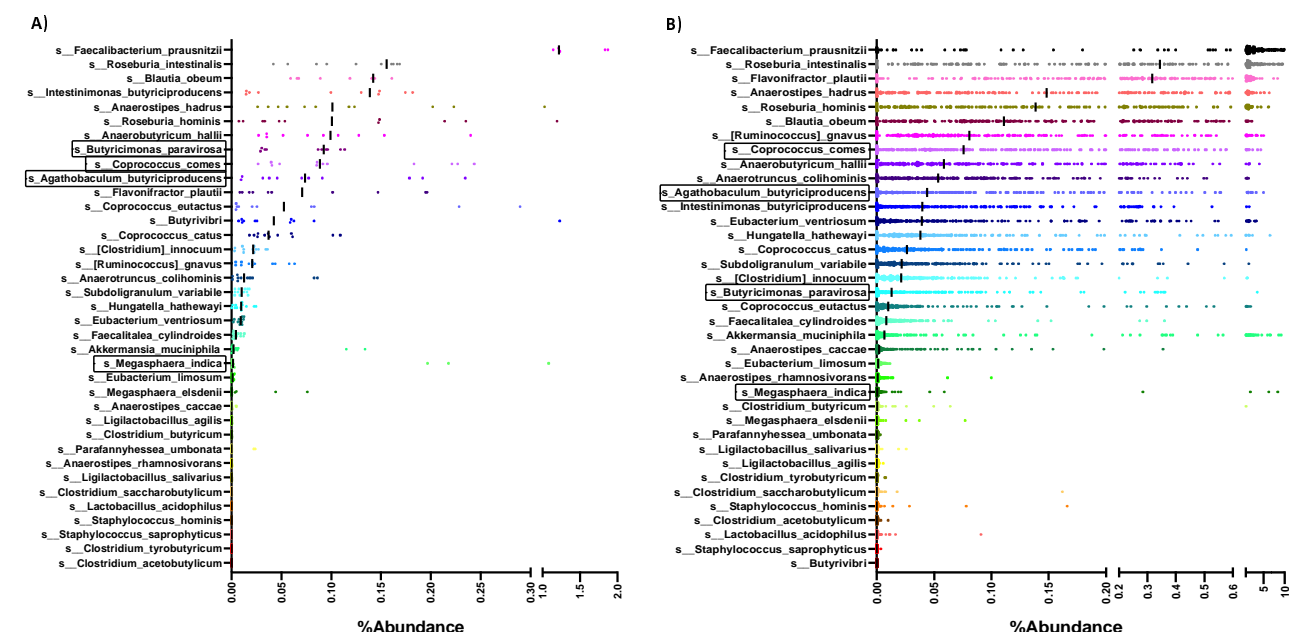 A)
s__Faecalibacterium_prausnitzii
s__Roseburia_intestinalis
s__Blautia_obeum
s__Intestinimonas_butyriciproducens
s__Anaerostipes_hadrus
s__Roseburia_hominis
s__Anaerobutyricum_hallii
s__Butyricimonas_paravirosa
s__Coprococcus_comes
s_Agathobaculum_butyriciproducens
s__Flavonifractor_plautii
s__Coprococcus_eutactus
s__Butyrivibri
s__Coprococcus_catus
s__[Clostridium]_innocuum
s__[Ruminococcus]_gnavus
s__Anaerotruncus_colihominis
s__Subdoligranulum_variabile
s__Hungatella_hathewayi
s__Eubacterium_ventriosum
s__Faecalitalea_cylindroides
s__Akkermansia_muciniphila
s_Megasphaera_indica
s__Eubacterium_limosum
s__Megasphaera_elsdenii
s__Anaerostipes_caccae
s__Ligilactobacillus_agilis
s__Clostridium_butyricum
s__Parafannyhessea_umbonata
s__Anaerostipes_rhamnosivorans
s__Ligilactobacillus_salivarius
s__Clostridium_saccharobutylicum
s__Lactobacillus_acidophilus
s__Staphylococcus_hominis
s__Staphylococcus_saprophyticus
s__Clostridium_tyrobutyricum
s__Clostridium_acetobutylicum
0.00 0.05 0.10 0.15 0.20 0.25 0.30 1.0 1.5 2.0
%Abundance
B)
s__Faecalibacterium_prausnitzii
s__Roseburia_intestinalis
s__Flavonifractor_plautii
s__Anaerostipes_hadrus
s__Roseburia_hominis
s__Blautia_obeum
s__[Ruminococcus]_gnavus
s__Coprococcus_comes
s__Anaerobutyricum_hallii
s__Anaerotruncus_colihominis
s_Agathobaculum_butyriciproducens
s__Intestinimonas_butyriciproducens
s__Eubacterium_ventriosum
s__Hungatella_hathewayi
s__Coprococcus_catus
s__Subdoligranulum_variabile
s__[Clostridium]_innocuum
s__Butyricimonas_paravirosa
s__Coprococcus_eutactus
s__Faecalitalea_cylindroides
s__Akkermansia_muciniphila
s__Anaerostipes_caccae
s__Eubacterium_limosum
s__Anaerostipes_rhamnosivorans
s_Megasphaera_indica
s__Clostridium_butyricum
s__Megasphaera_elsdenii
s__Parafannyhessea_umbonata
s__Ligilactobacillus_salivarius
s__Ligilactobacillus_agilis
s__Clostridium_tyrobutyricum
s__Clostridium_saccharobutylicum
s__Staphylococcus_hominis
s__Clostridium_acetobutylicum
s__Lactobacillus_acidophilus
s__Staphylococcus_saprophyticus
s__Butyrivibri
0.00 0.05 0.10 0.15 0.20 0.2 0.3 0.4 0.5 0.6 5 10
%Abundance